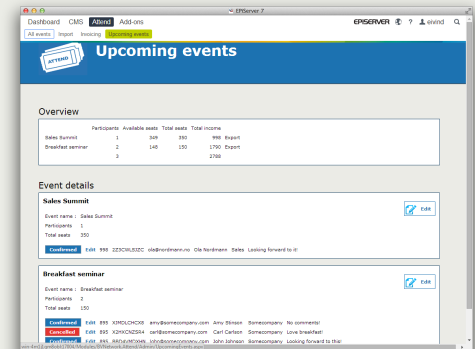 EPiServer 7
Dashboard CMS Attend Add-ons EPISERVER ? eivind
All events Import Invoicing Upcoming events
ATTEND
Upcoming events
Overview
Participants Available seats Total seats Total income
Sales Summit 1 349 350 998 Export
Breakfast seminar 2 148 150 1790 Export
3 2788
Event details
Sales Summit
Edit
Event name : Sales Summit
Participants 1
Total seats 350
Confirmed Edit 998 2Z3CWLEJZC ola@nordmann.no Ola Nordmann Sales Looking forward to it!
Breakfast seminar
Edit
Event name : Breakfast seminar
Participants 2
Total seats 150
Confirmed Edit 895 XJMDLCHCX8 amy@somecompany.com Amy Stinson Somecompany No comments!
Cancelled Edit 895 X2HXCNZSR4 carl@somecompany.com Carl Carlson Somecompany Love breakfast!
Confirmed Edit 895 john@somecompany.com John Johnson Somecompany Looking forward to this!